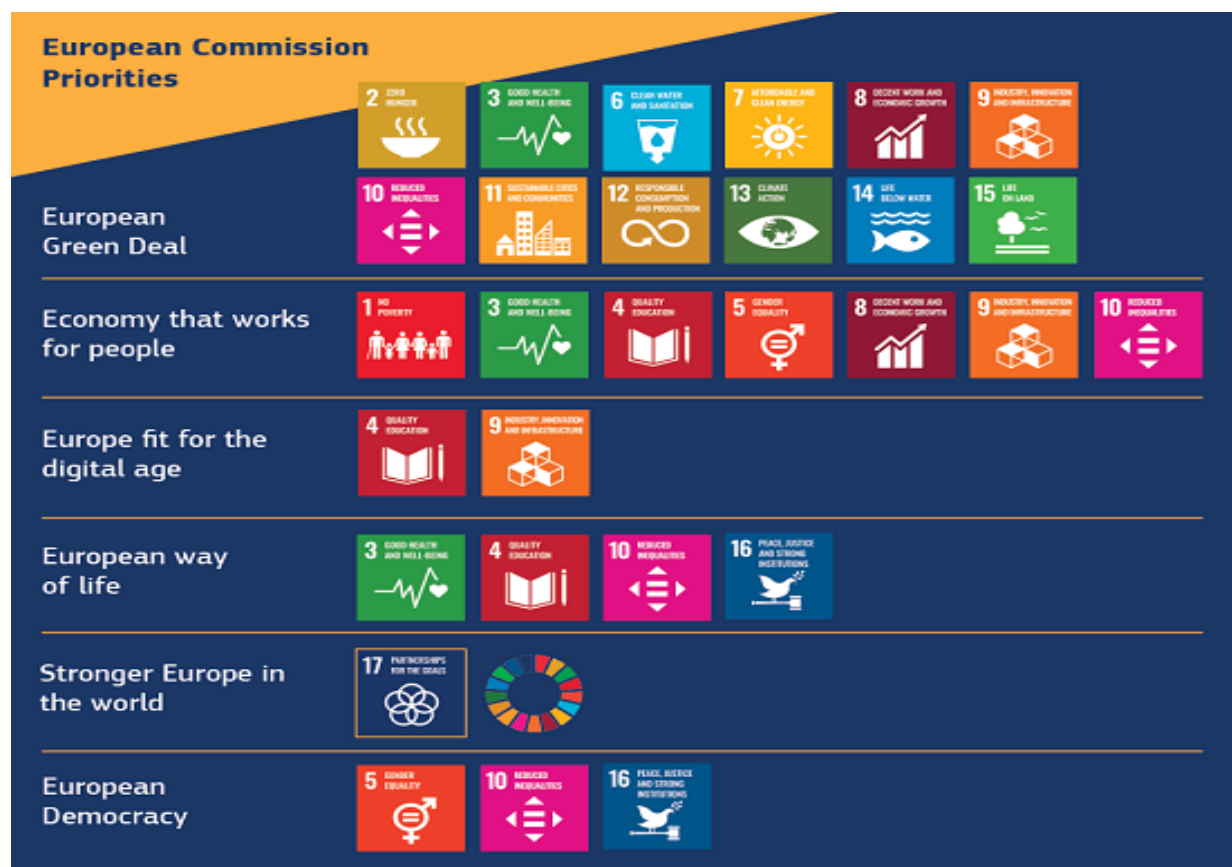 European Commission
Priorities
2 ZERO
HUNGER
3 GOOD HEALTH
AND WELL-BEING
6 CLEAN WATER
AND SANITATION
7 AFFORDABLE AND
CLEAN ENERGY
8 DECENT WORK AND
ECONOMIC GROWTH
9 INDUSTRY, INNOVATION
AND INFRASTRUCTURE
European
Green Deal
10 REDUCED
INEQUALITIES
11 SUSTAINABLE CITIES
AND COMMUNITIES
12 RESPONSIBLE
CONSUMPTION
AND PRODUCTION
13 CLIMATE
ACTION
14 LIFE
BELOW WATER
15 LIFE
ON LAND
Economy that works
for people
1 NO
POVERTY
3 GOOD HEALTH
AND WELL-BEING
4 QUALITY
EDUCATION
5 GENDER
EQUALITY
8 DECENT WORK AND
ECONOMIC GROWTH
9 INDUSTRY, INNOVATION
AND INFRASTRUCTURE
10 REDUCED
INEQUALITIES
Europe fit for the
digital age
4 QUALITY
EDUCATION
9 INDUSTRY, INNOVATION
AND INFRASTRUCTURE
European way
of life
3 GOOD HEALTH
AND WELL-BEING
4 QUALITY
EDUCATION
10 REDUCED
INEQUALITIES
16 PEACE, JUSTICE
AND STRONG
INSTITUTIONS
Stronger Europe in
the world
17 PARTNERSHIPS
FOR THE GOALS
European
Democracy
5 GENDER
EQUALITY
10 REDUCED
INEQUALITIES
16 PEACE, JUSTICE
AND STRONG
INSTITUTIONS